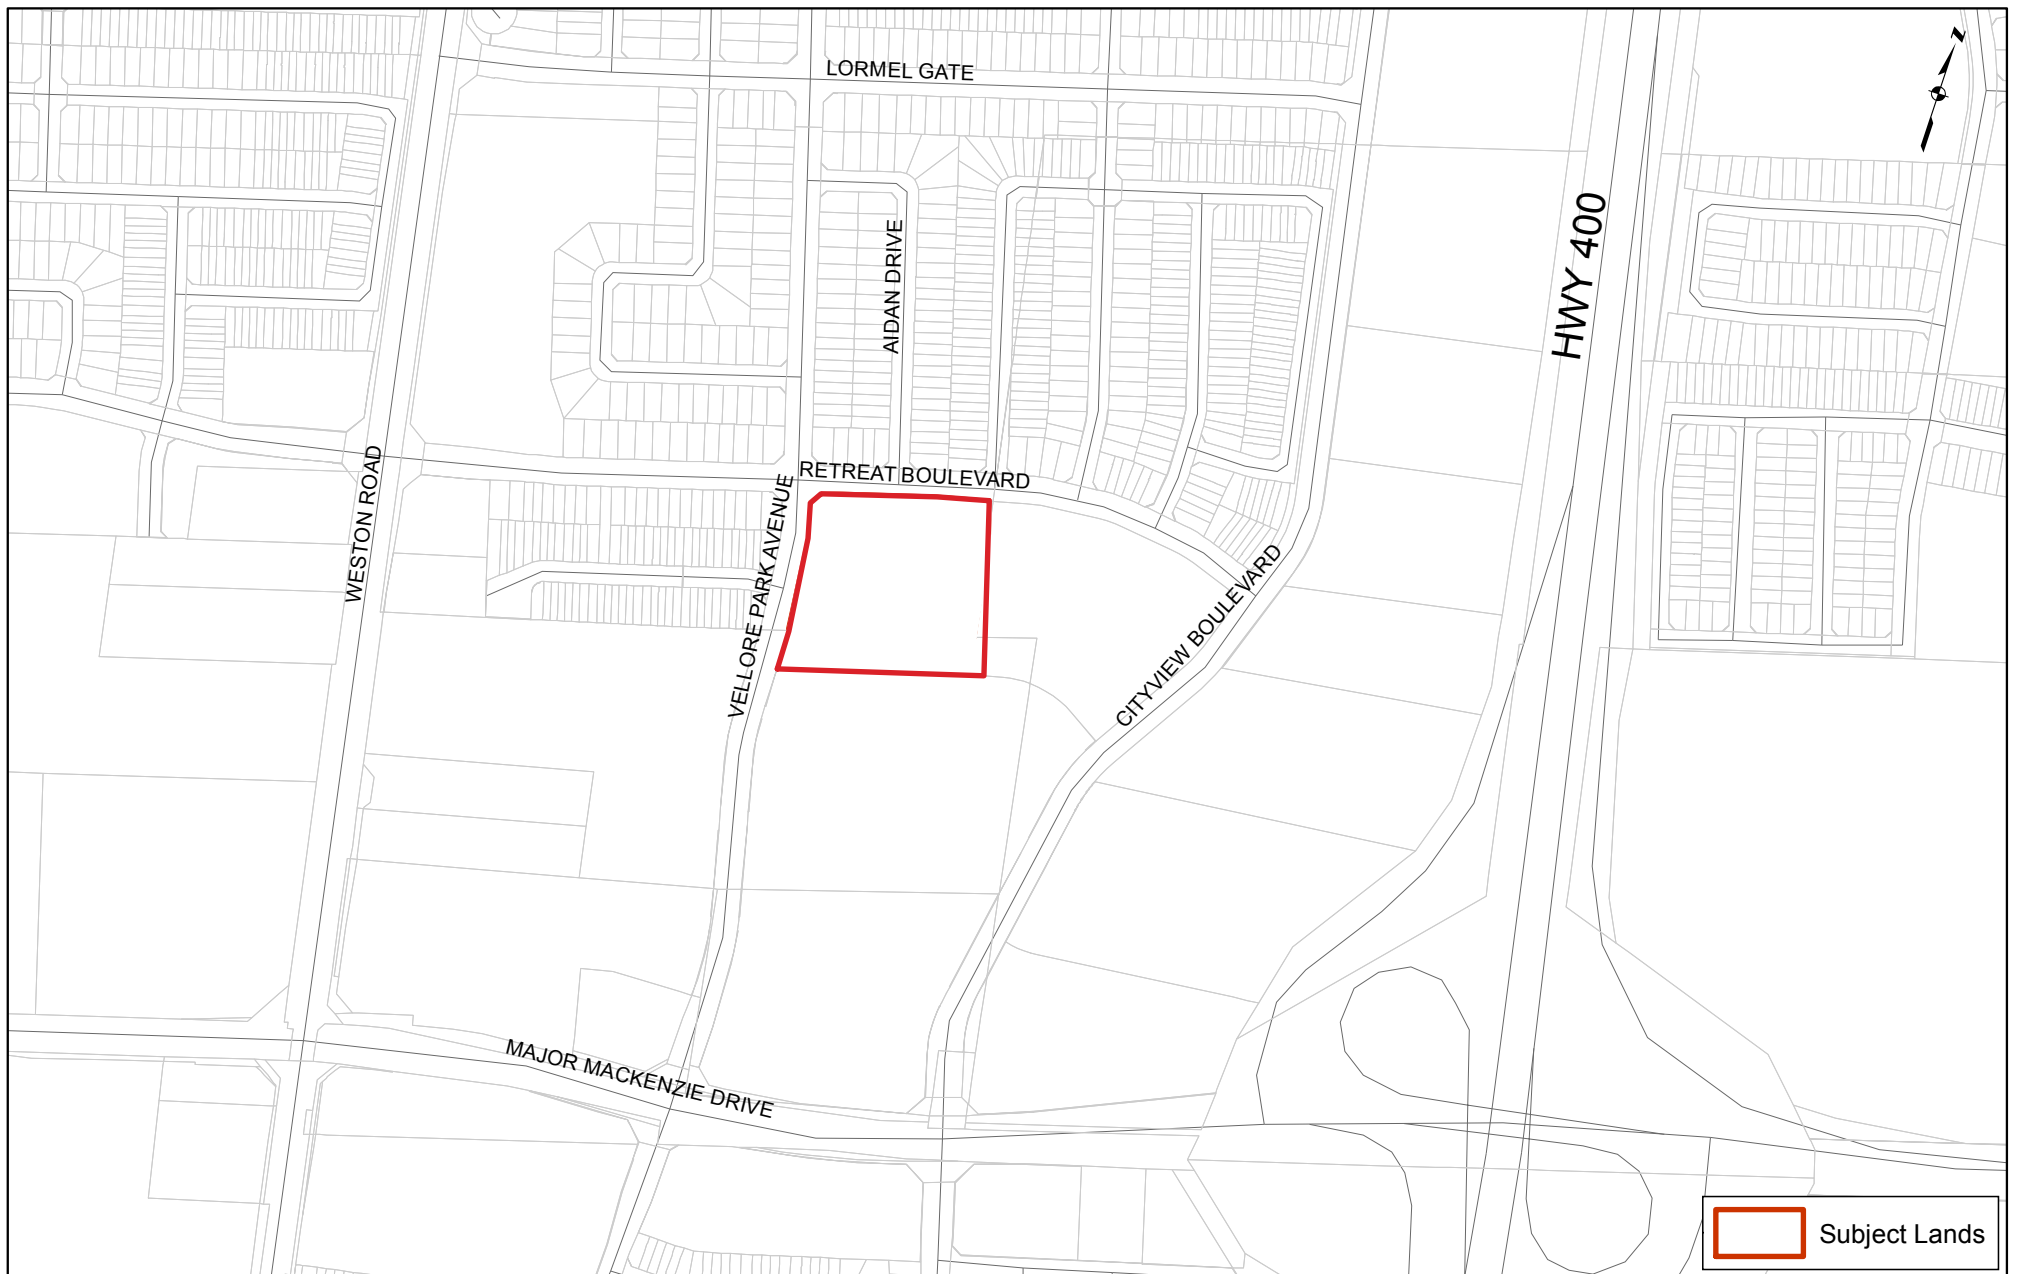 LORMEL GATE
N
HWY 400
AIDAN DRIVE
RETREAT BOULEVARD
WESTON ROAD
VELLORE PARK AVENUE
CITYVIEW BOULEVARD
MAJOR MACKENZIE DRIVE
Subject Lands